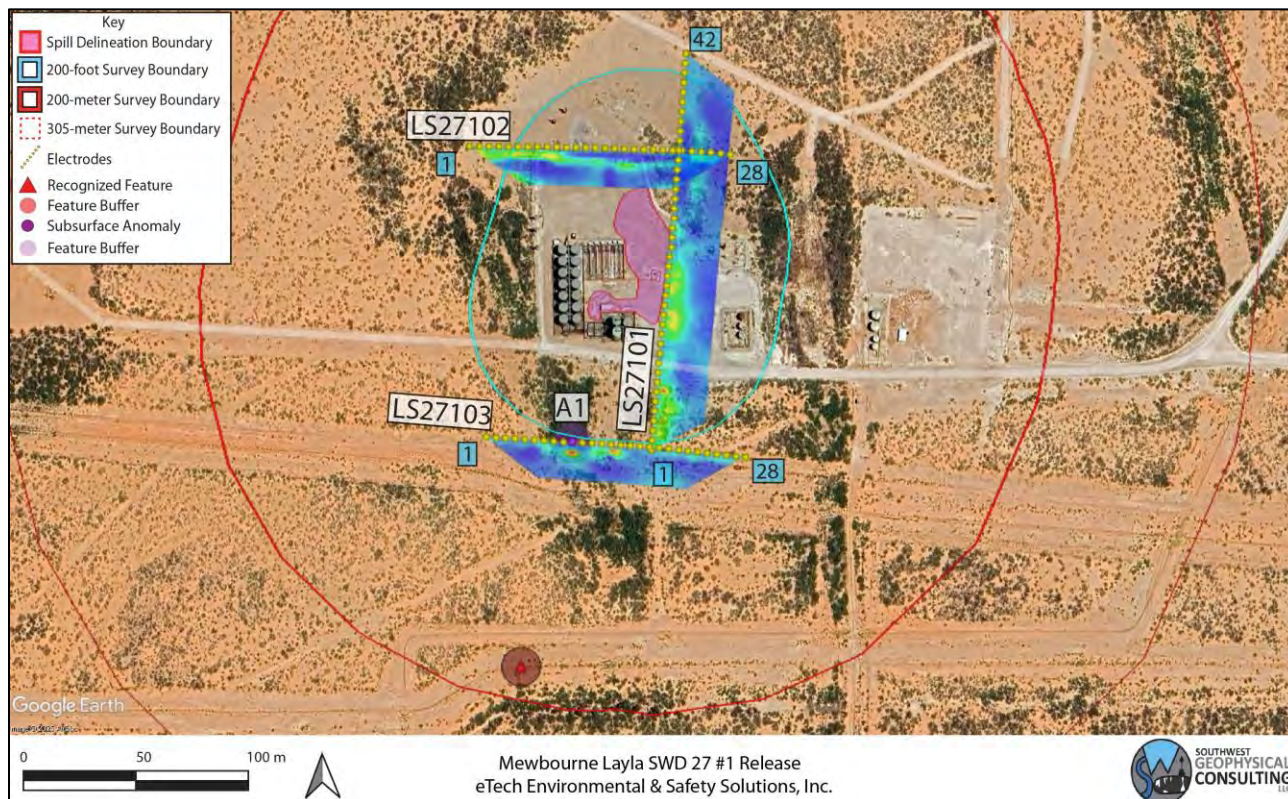 Key
Spill Delineation Boundary
200-foot Survey Boundary
200-meter Survey Boundary
305-meter Survey Boundary
Electrodes
Recognized Feature
Feature Buffer
Subsurface Anomaly
Feature Buffer
42
LS27102
1
28
LS27101
A1
LS27103
1
1
28
Google Earth
0
50
100 m
Mewbourne Layla SWD 27 #1 Release
eTech Environmental & Safety Solutions, Inc.
SOUTHWEST
GEOPHYSICAL
CONSULTING